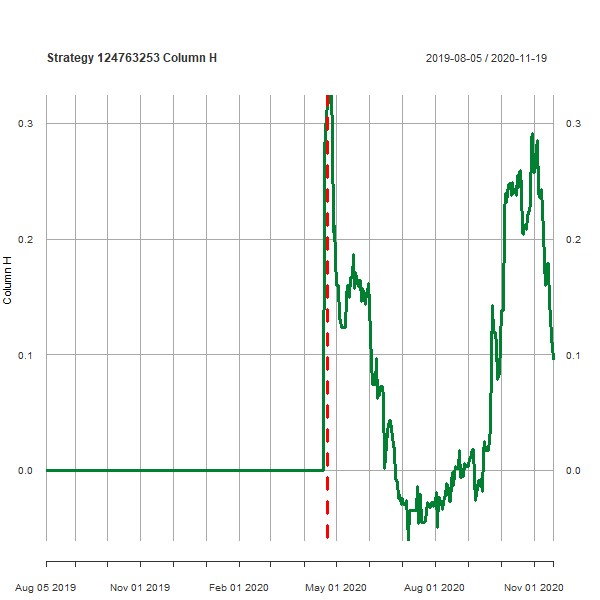 Strategy 124763253 Column H
2019-08-05 / 2020-11-19
0.3
0.3
0.2
0.2
Column H
0.1
0.1
0.0
0.0
Aug 05 2019
Nov 01 2019
Feb 01 2020
May 01 2020
Aug 01 2020
Nov 01 2020